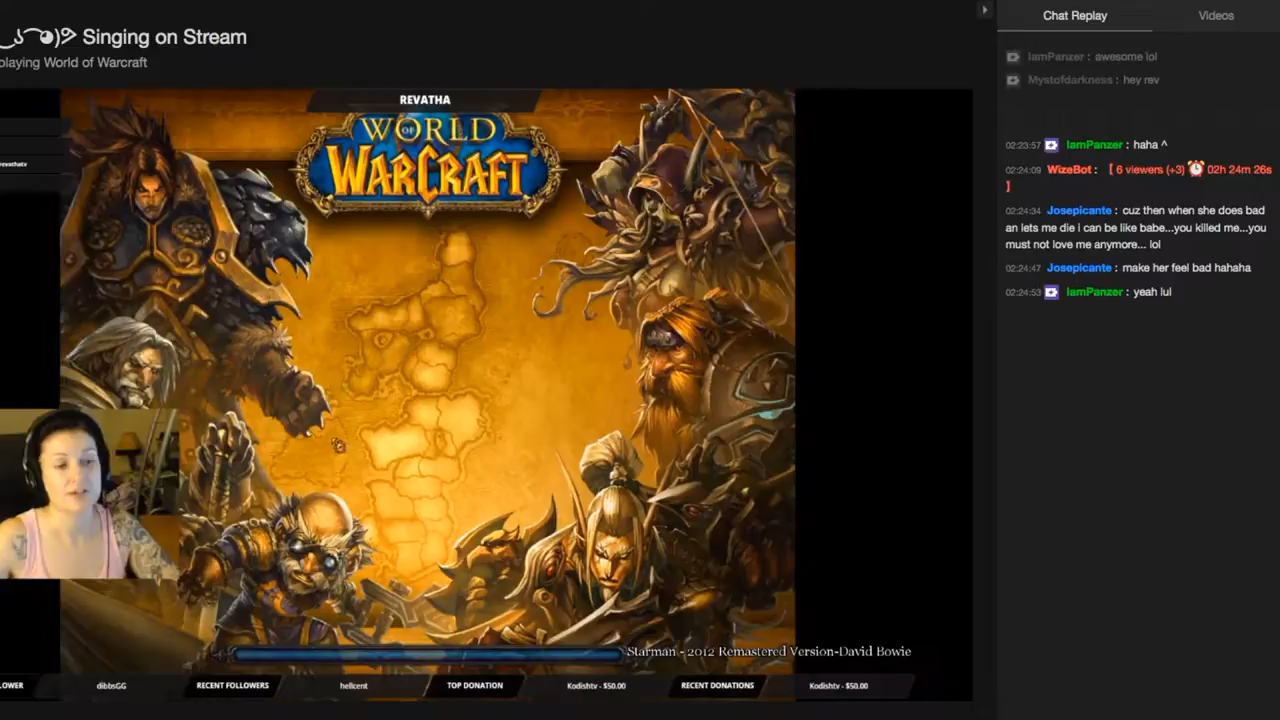 Singing on Stream
playing World of Warcraft
REVATHA
WORLD
OF
WARCRAFT
revathatv
Starman - 2012 Remastered Version-David Bowie
LOWER
dibbsGG
RECENT FOLLOWERS
hellcent
TOP DONATION
Kodishtv - $50.00
RECENT DONATIONS
Kodishtv - $50.00
Chat Replay
Videos
IamPanzer : awesome lol
Mystofdarkness : hey rev
02:23:57 IamPanzer : haha ^
02:24:09 WizeBot : [ 6 viewers (+3) ⏰ 02h 24m 26s
]
02:24:34 Josepicante : cuz then when she does bad
an lets me die i can be like babe...you killed me...you
must not love me anymore... lol
02:24:47 Josepicante : make her feel bad hahaha
02:24:53 IamPanzer : yeah lul